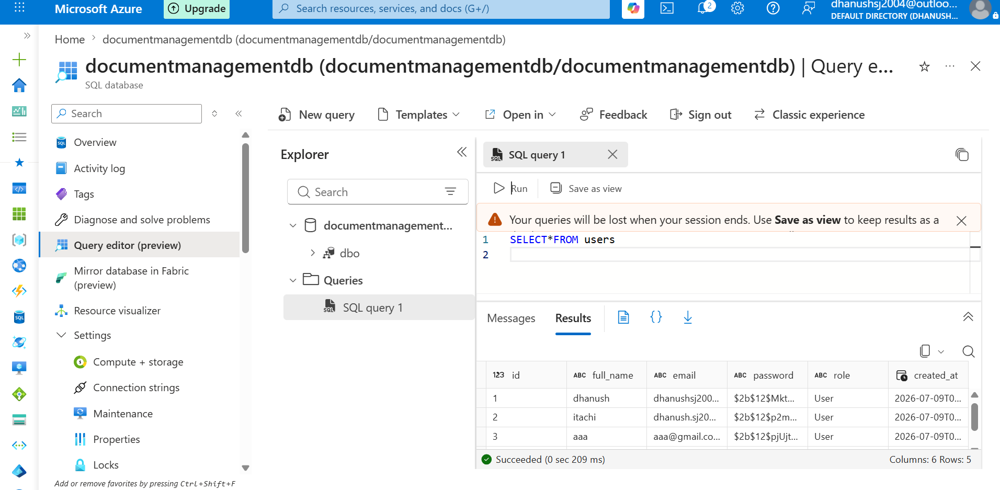 Microsoft Azure
Upgrade
Search resources, services, and docs (G+/)
2
dhanushsj2004@outloo...
DEFAULT DIRECTORY (DHANUSH...
Home > documentmanagementdb (documentmanagementdb/documentmanagementdb)
documentmanagementdb (documentmanagementdb/documentmanagementdb) | Query e...
SQL database
Search
Overview
Activity log
Tags
Diagnose and solve problems
Query editor (preview)
Mirror database in Fabric
(preview)
Resource visualizer
Settings
Compute + storage
Connection strings
Maintenance
Properties
Locks
Add or remove favorites by pressing Ctrl+Shift+F
New query
Templates
Open in
Feedback
Sign out
Classic experience
Explorer
Search
documentmanagement...
dbo
Queries
SQL query 1
SQL query 1
Run
Save as view
Your queries will be lost when your session ends. Use Save as view to keep results as a
1 SELECT*FROM users
2
Messages
Results
123 id ABC full_name ABC email ABC password ABC role created_at
1 dhanush dhanushsj200... $2b$12$Mkt... User 2026-07-09T0...
2 itachi dhanush.sj20... $2b$12$p2m... User 2026-07-09T0...
3 aaa aaa@gmail.co... $2b$12$pjUjt... User 2026-07-09T0...
Succeeded (0 sec 209 ms)
Columns: 6 Rows: 5